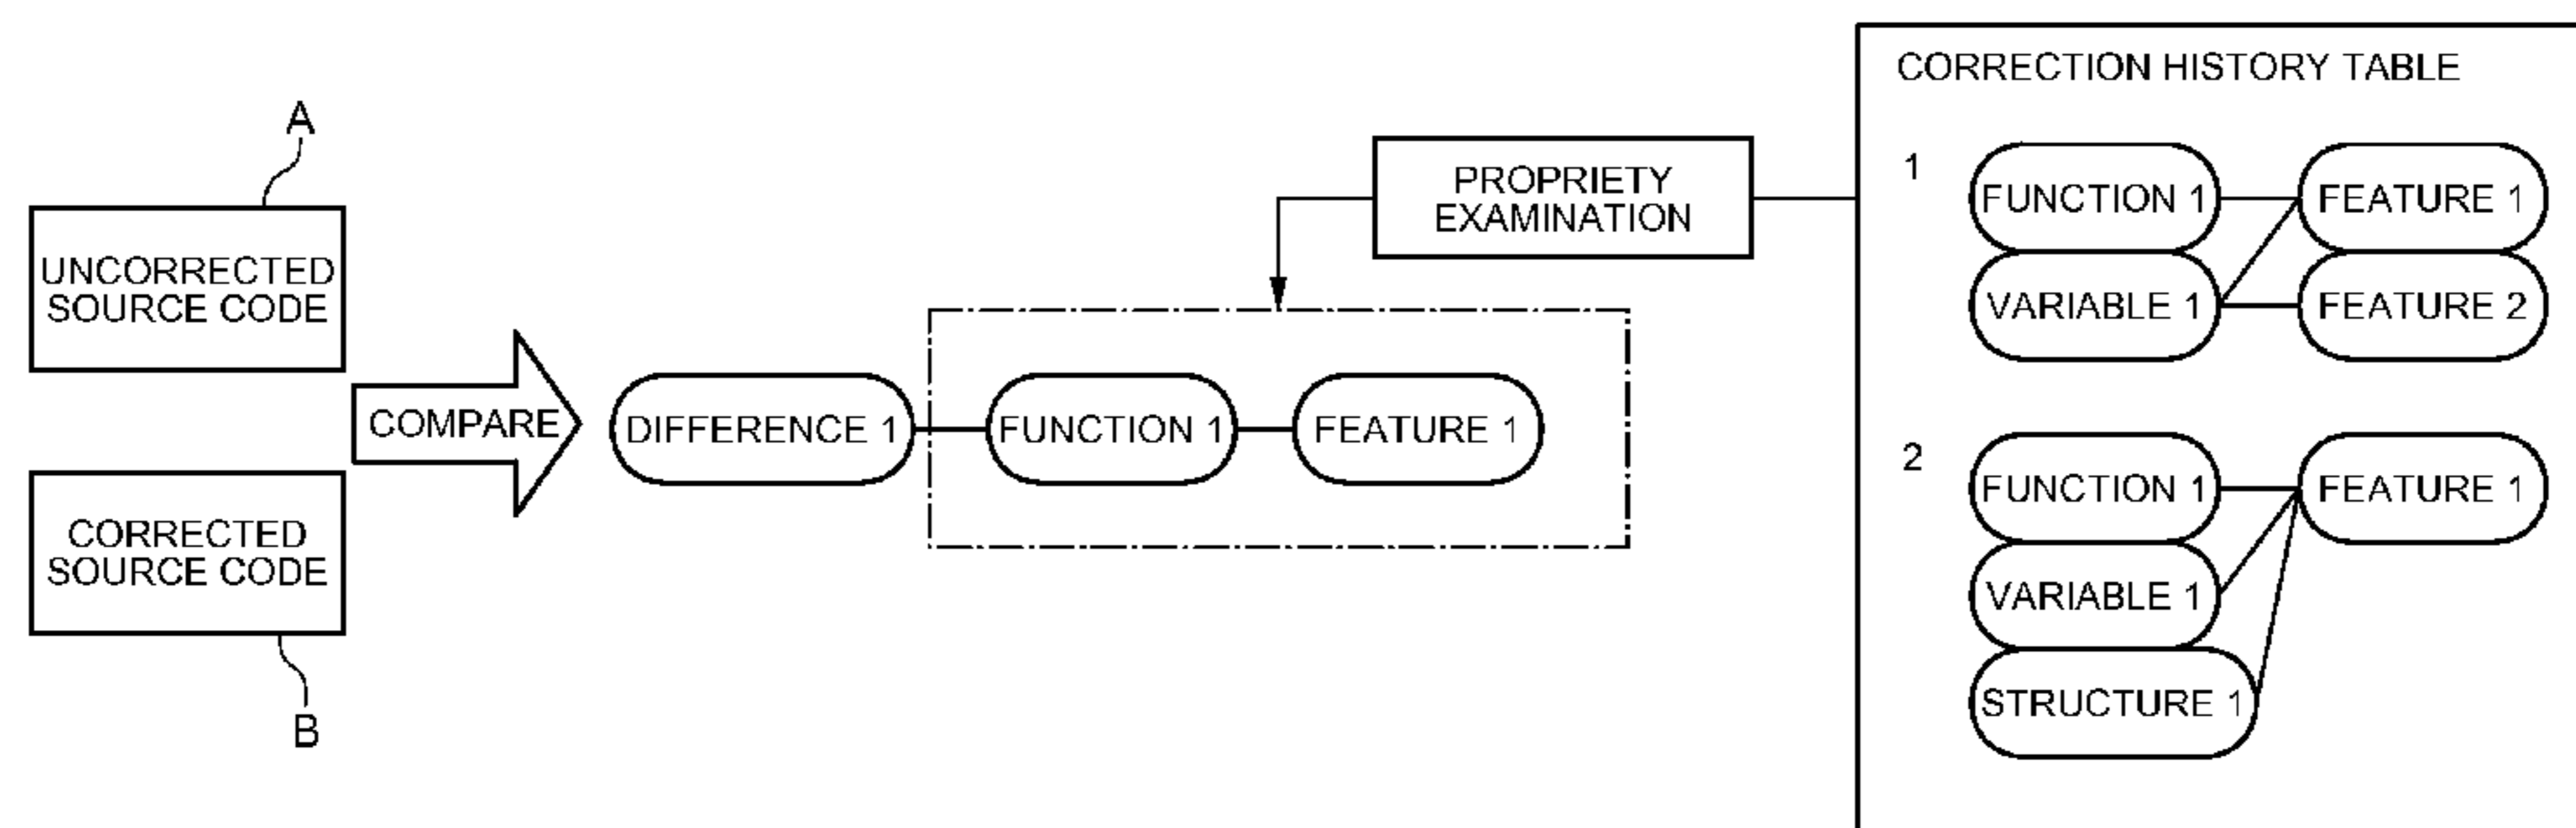 A
UNCORRECTED
SOURCE CODE
CORRECTED
SOURCE CODE
B
COMPARE
DIFFERENCE 1
FUNCTION 1
FEATURE 1
PROPRIETY
EXAMINATION
CORRECTION HISTORY TABLE
1
FUNCTION 1
FEATURE 1
VARIABLE 1
FEATURE 2
2
FUNCTION 1
FEATURE 1
VARIABLE 1
STRUCTURE 1